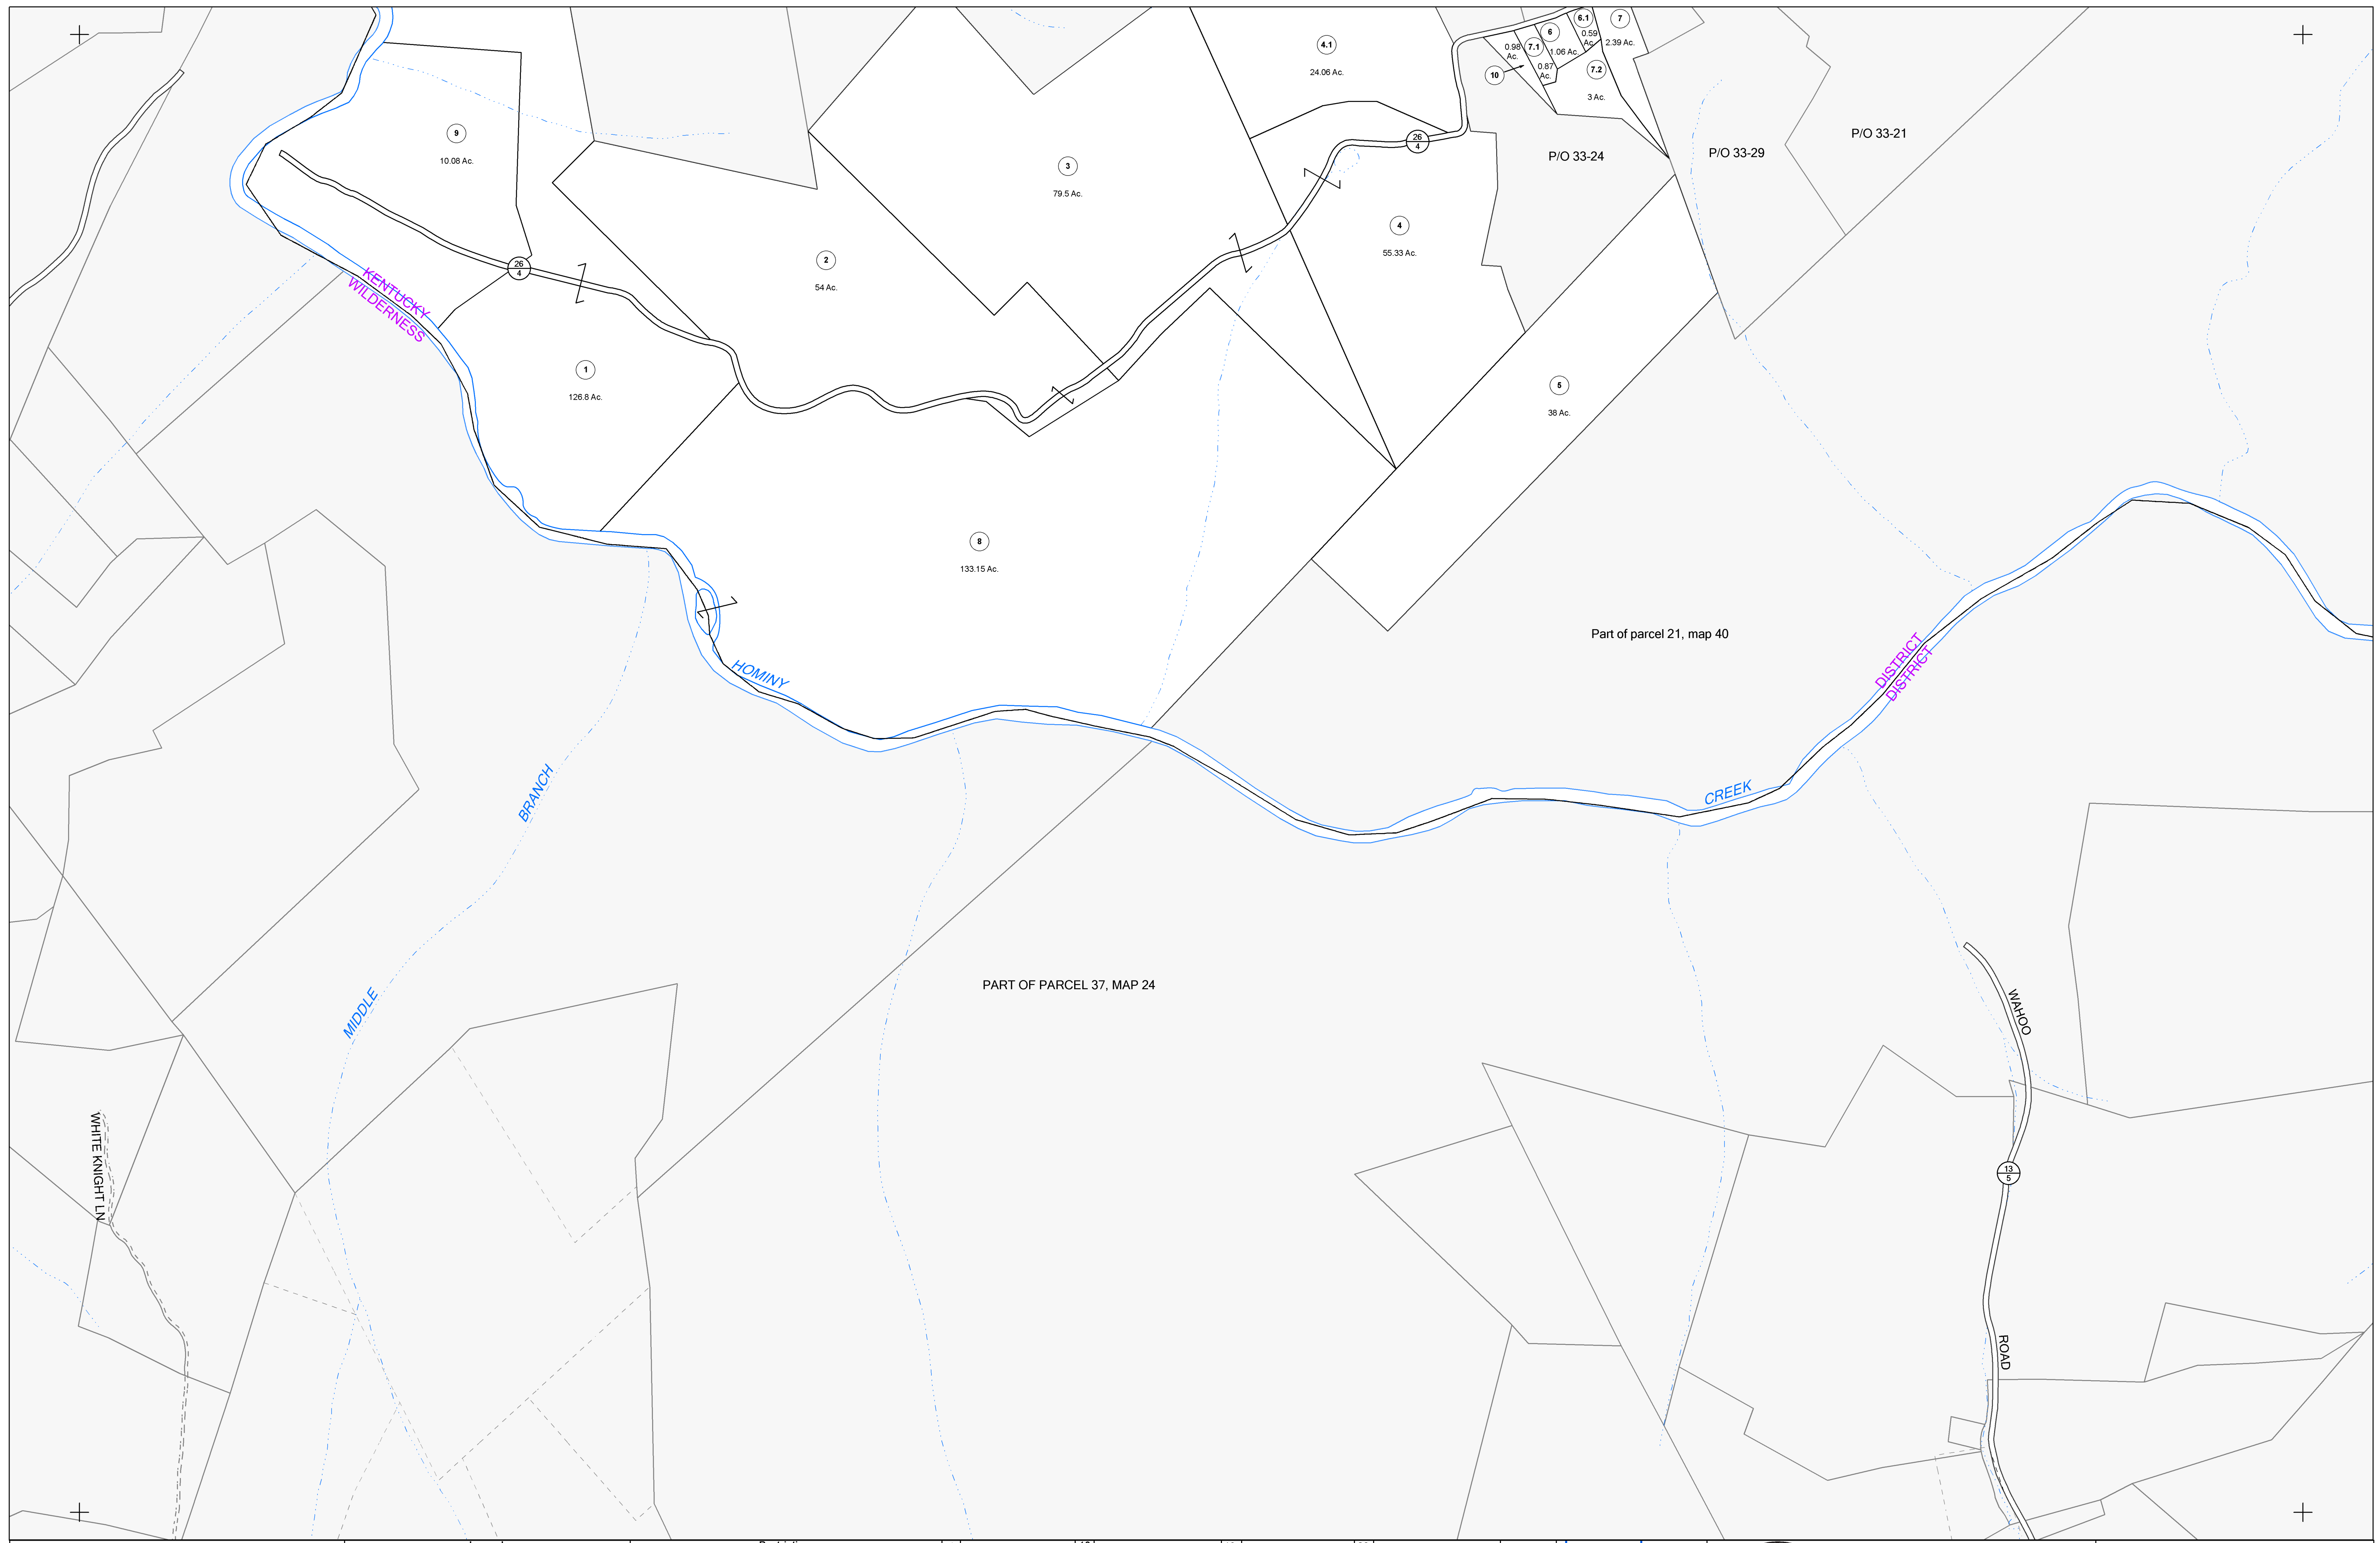 6.1
7
6
0.59
Ac.
4.1
0.98
Ac.
7.1
1.06 Ac.
2.39 Ac.
24.06 Ac.
10
0.87
Ac.
7.2
3 Ac.
9
10.08 Ac.
26
4
P/O 33-24
P/O 33-29
P/O 33-21
3
79.5 Ac.
4
55.33 Ac.
2
54 Ac.
26
4
KENTUCKY
WILDERNESS
1
126.8 Ac.
5
38 Ac.
8
133.15 Ac.
Part of parcel 21, map 40
DISTRICT
DISTRICT
HOMINY
CREEK
BRANCH
MIDDLE
PART OF PARCEL 37, MAP 24
WAHOO
WHITE KNIGHT LN
13
5
ROAD